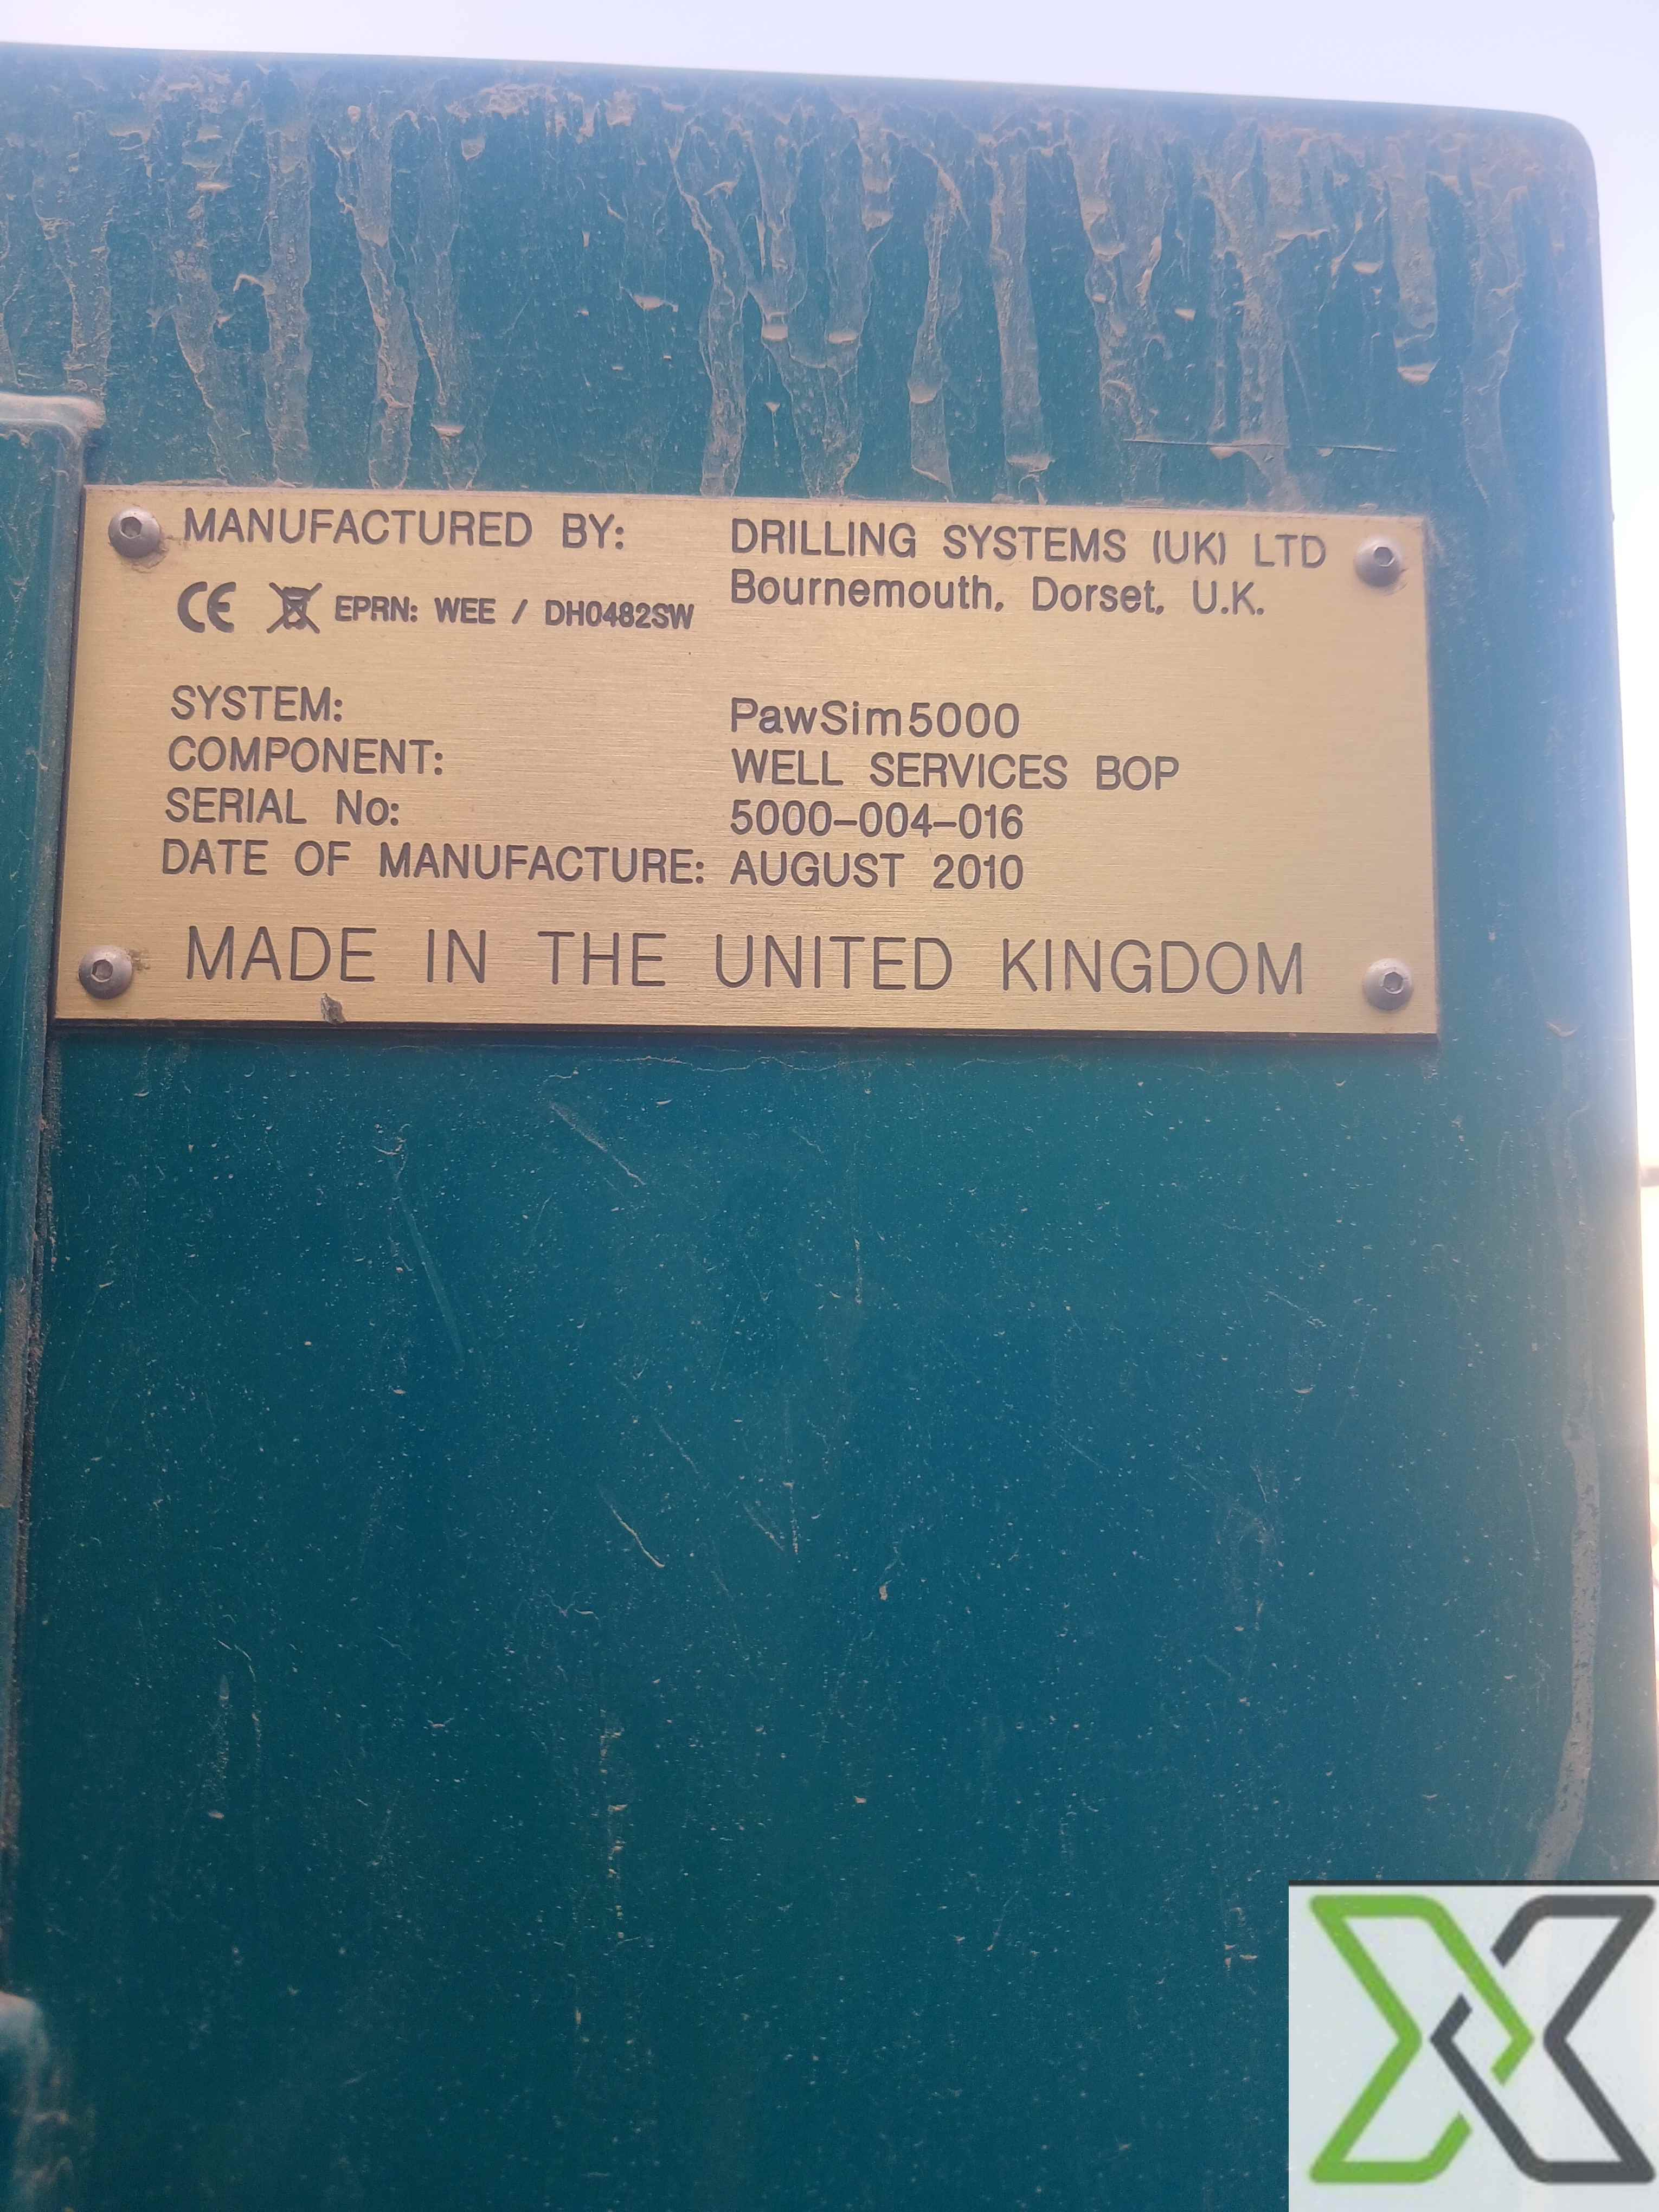 MANUFACTURED BY: DRILLING SYSTEMS (UK) LTD
Bournemouth, Dorset, U.K.
CE EPRN: WEE / DH0482SW
SYSTEM: PawSim5000
COMPONENT: WELL SERVICES BOP
SERIAL No: 5000-004-016
DATE OF MANUFACTURE: AUGUST 2010
MADE IN THE UNITED KINGDOM